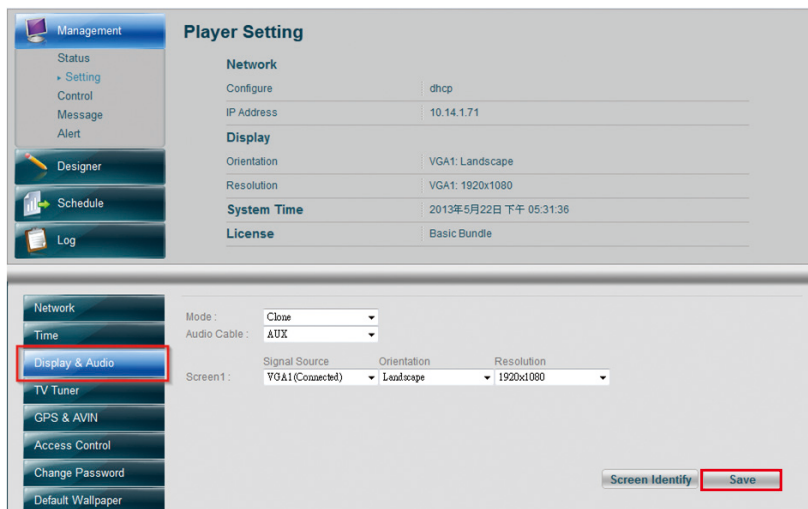 Management
Status
Setting
Control
Message
Alert
Designer
Schedule
Log
Player Setting
Network
Configure dhcp
IP Address 10.14.1.71
Display
Orientation VGA1: Landscape
Resolution VGA1: 1920x1080
System Time 2013年5月22日 下午 05:31:36
License Basic Bundle
Network
Time
Display & Audio
TV Tuner
GPS & AVIN
Access Control
Change Password
Default Wallpaper
Mode : Clone
Audio Cable : AUX
Signal Source Orientation Resolution
Screen1 : VGA1(Connected) Landscape 1920x1080
Screen Identify Save